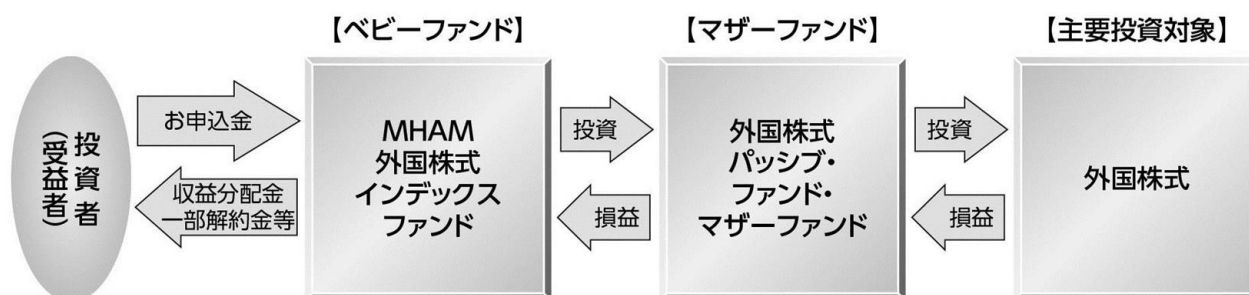 【ベビーファンド】
【マザーファンド】
【主要投資対象】
投資者
(受益者)
お申込金
収益分配金
一部解約金等
MHAM
外国株式
インデックス
ファンド
投資
損益
外国株式
パッシブ・
ファンド・
マザーファンド
投資
損益
外国株式